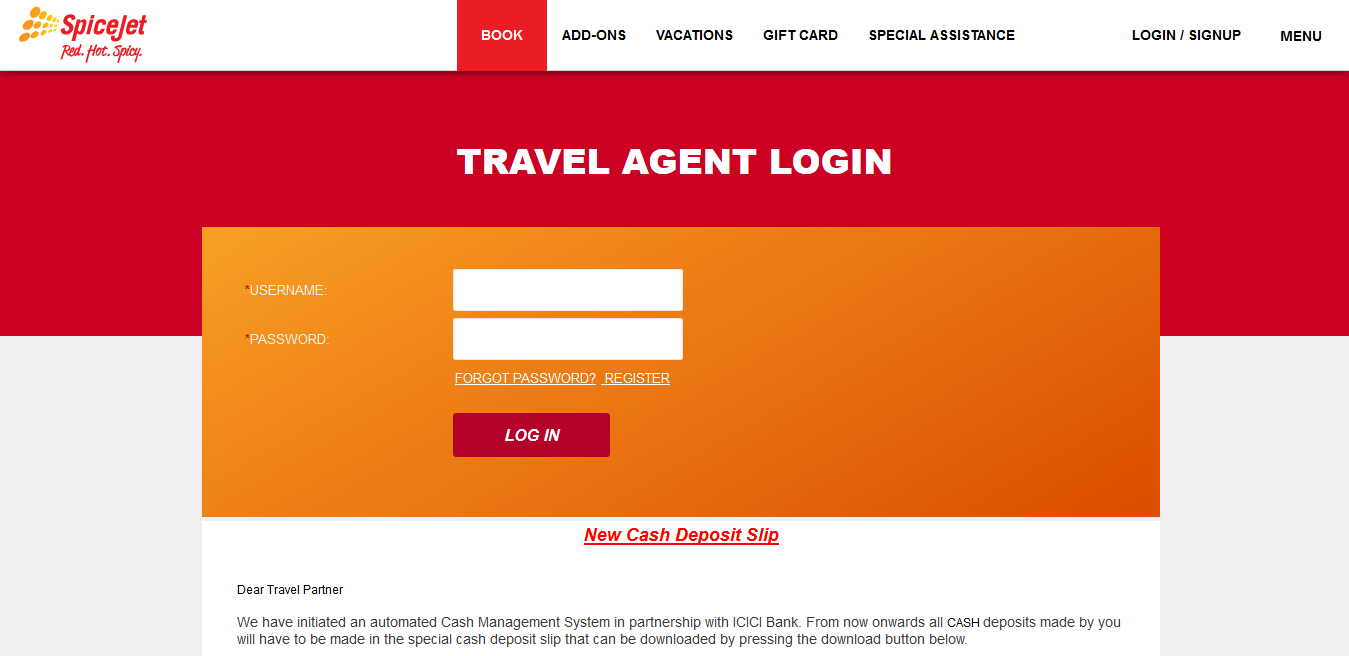 SpiceJet
Red. Hot. Spicy.
BOOK ADD-ONS VACATIONS GIFT CARD SPECIAL ASSISTANCE LOGIN / SIGNUP MENU
TRAVEL AGENT LOGIN
*USERNAME:
*PASSWORD:
FORGOT PASSWORD? REGISTER
LOG IN
New Cash Deposit Slip
Dear Travel Partner
We have initiated an automated Cash Management System in partnership with ICICI Bank. From now onwards all CASH deposits made by you
will have to be made in the special cash deposit slip that can be downloaded by pressing the download button below.